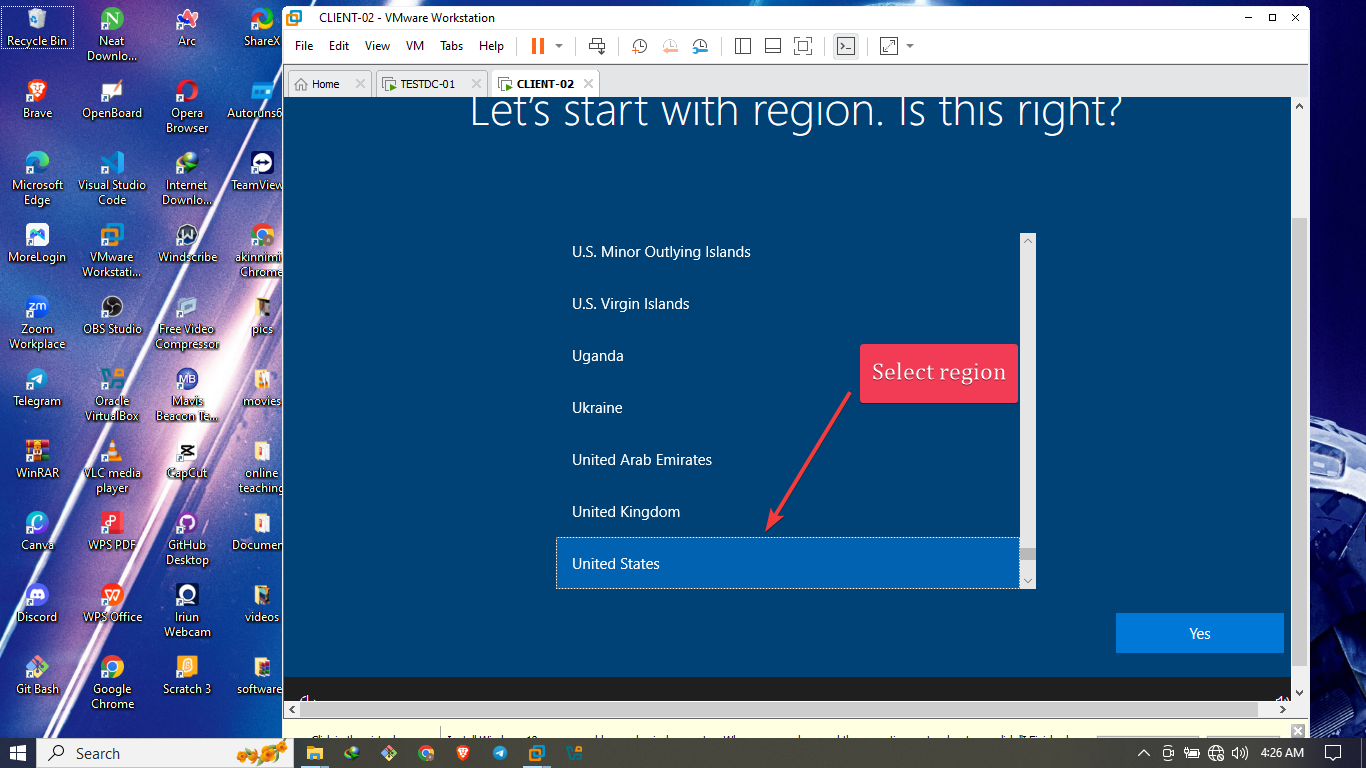 CLIENT-02 - VMware Workstation
File Edit View VM Tabs Help
Home TESTDC-01 CLIENT-02
Let's start with region. Is this right?
U.S. Minor Outlying Islands
U.S. Virgin Islands
Uganda
Ukraine
United Arab Emirates
United Kingdom
United States
Select region
Yes
Recycle Bin
Neat
Downlo...
Arc
ShareX
Brave
OpenBoard
Opera
Browser
Autoruns6
Microsoft
Edge
Visual Studio
Code
Internet
Downlo...
TeamView
MoreLogin
VMware
Workstati...
Windscribe
akinnimi
Chrome
Zoom
Workplace
OBS Studio
Free Video
Compressor
pics
Telegram
Oracle
VirtualBox
Mavis
Beacon Te...
movies
WinRAR
VLC media
player
CapCut
online
teaching
Canva
WPS PDF
GitHub
Desktop
Documen
Discord
WPS Office
Iriun
Webcam
videos
Git Bash
Google
Chrome
Scratch 3
software
Search
4:26 AM